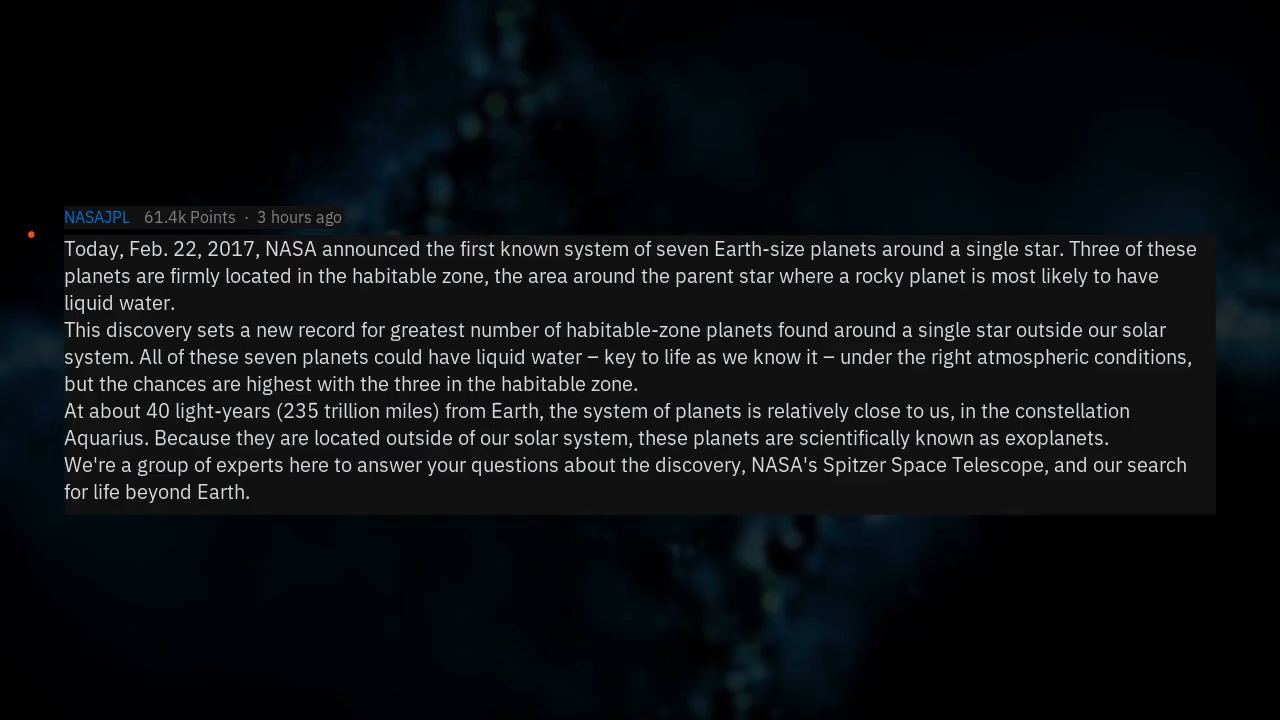 NASAJPL 61.4k Points · 3 hours ago
Today, Feb. 22, 2017, NASA announced the first known system of seven Earth-size planets around a single star. Three of these
planets are firmly located in the habitable zone, the area around the parent star where a rocky planet is most likely to have
liquid water.
This discovery sets a new record for greatest number of habitable-zone planets found around a single star outside our solar
system. All of these seven planets could have liquid water – key to life as we know it – under the right atmospheric conditions,
but the chances are highest with the three in the habitable zone.
At about 40 light-years (235 trillion miles) from Earth, the system of planets is relatively close to us, in the constellation
Aquarius. Because they are located outside of our solar system, these planets are scientifically known as exoplanets.
We're a group of experts here to answer your questions about the discovery, NASA's Spitzer Space Telescope, and our search
for life beyond Earth.